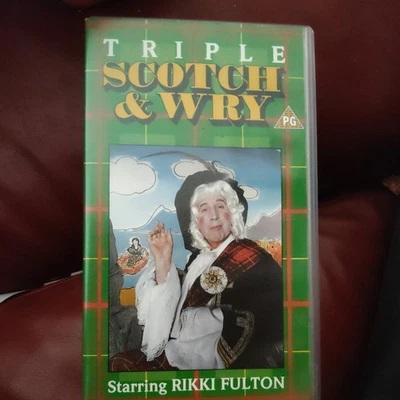 TRIPLE
SCOTCH
& WRY
PG
Starring RIKKI FULTON